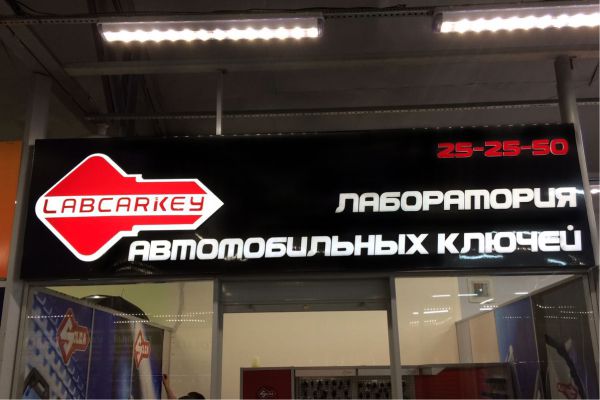 25-25-50
LABCARKEY
ЛАБОРАТОРИЯ
АВТОМОБИЛЬНЫХ КЛЮЧЕЙ